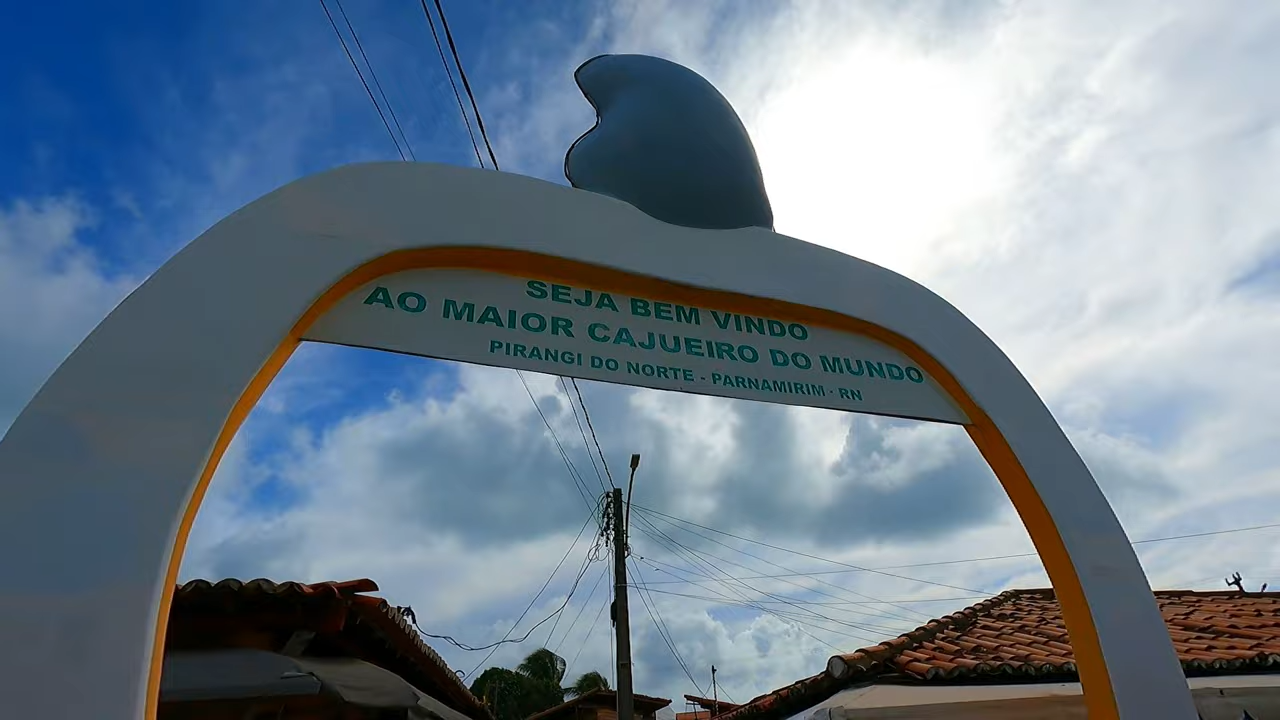 SEJA BEM VINDO
AO MAIOR CAJUEIRO DO MUNDO
PIRANGI DO NORTE - PARNAMIRIM · RN